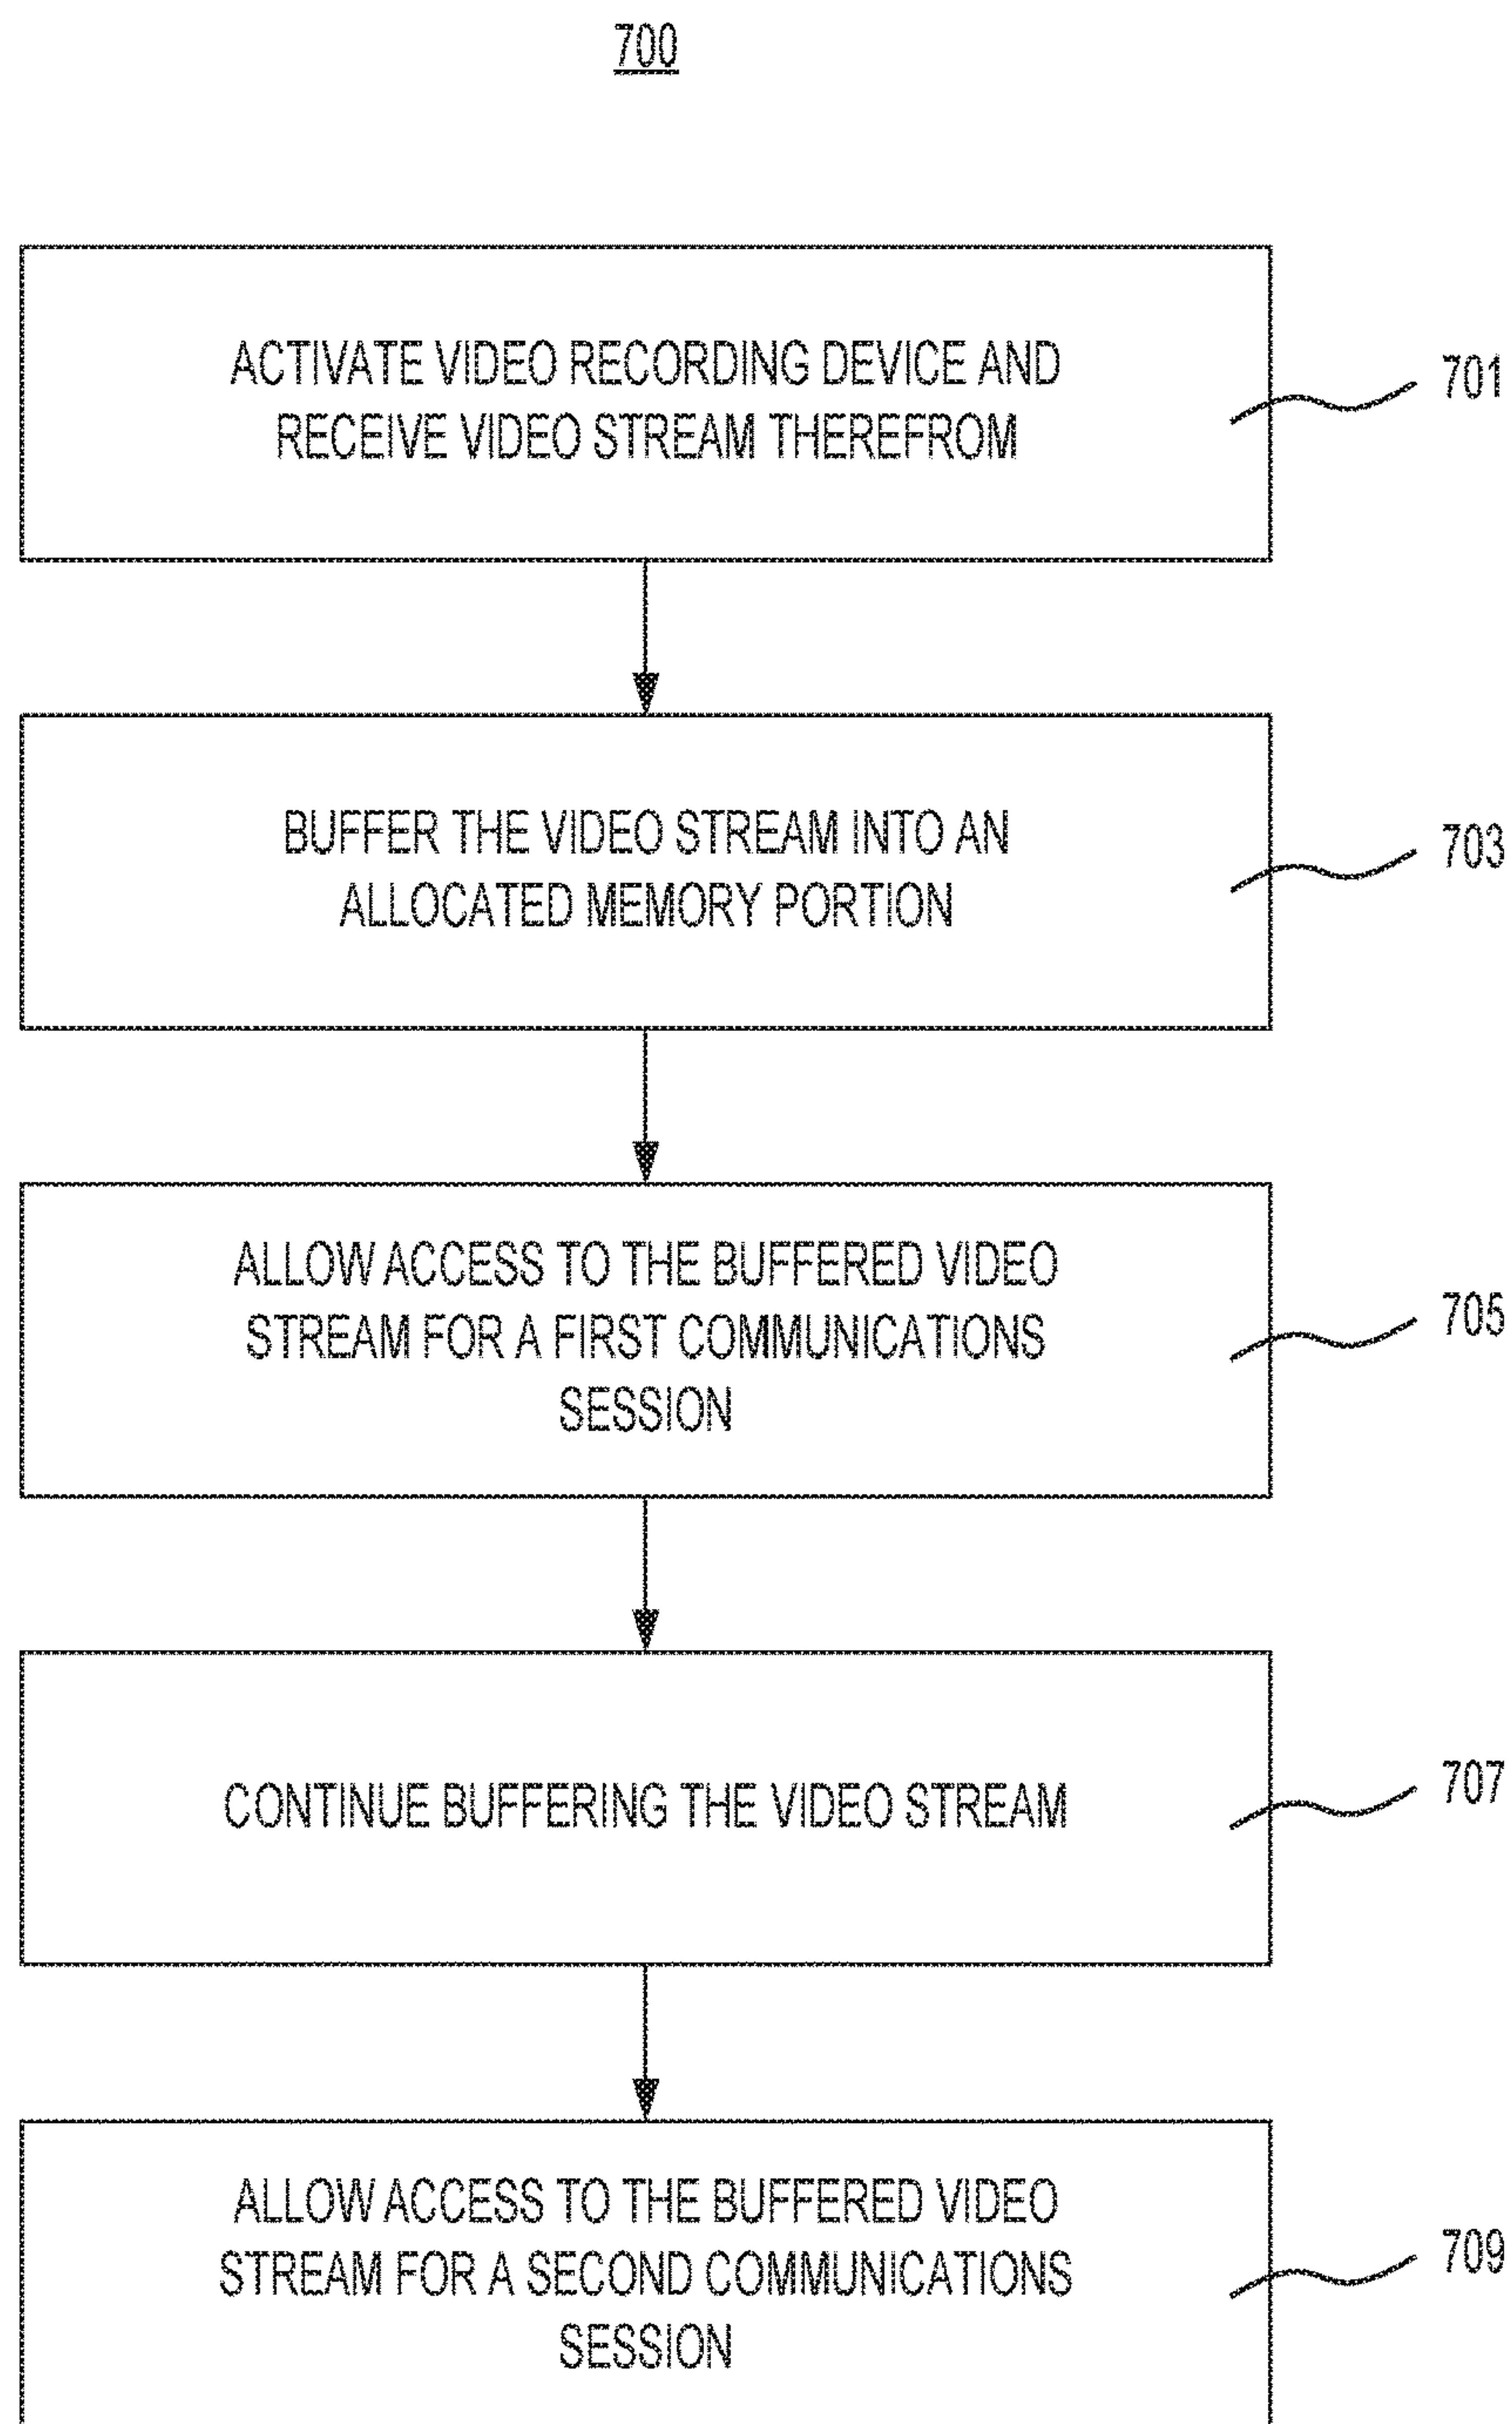 700
ACTIVATE VIDEO RECORDING DEVICE AND
RECEIVE VIDEO STREAM THEREFROM
701
BUFFER THE VIDEO STREAM INTO AN
ALLOCATED MEMORY PORTION
703
ALLOW ACCESS TO THE BUFFERED VIDEO
STREAM FOR A FIRST COMMUNICATIONS
SESSION
705
CONTINUE BUFFERING THE VIDEO STREAM
707
ALLOW ACCESS TO THE BUFFERED VIDEO
STREAM FOR A SECOND COMMUNICATIONS
SESSION
709